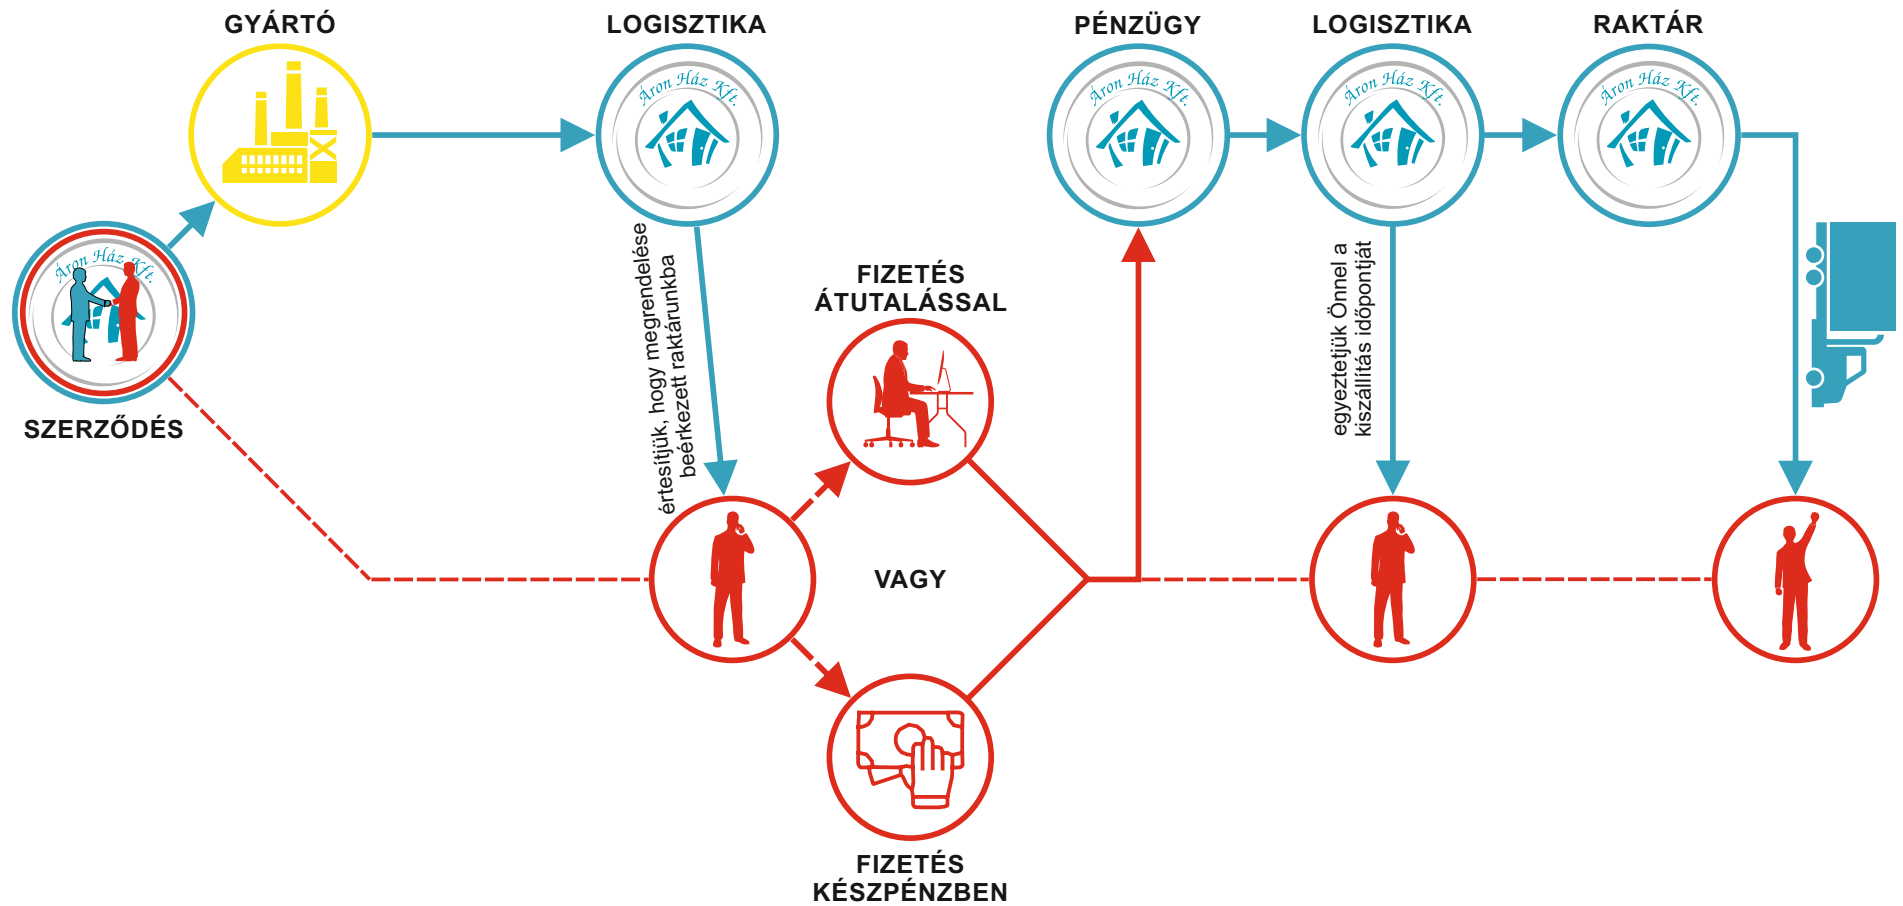 GYÁRTÓ
LOGISZTIKA
PÉNZÜGY
LOGISZTIKA
RAKTÁR
Áron Ház Kft.
Áron Ház Kft.
Áron Ház Kft.
Áron Ház Kft.
Áron Ház Kft.
SZERZŐDÉS
értesítjük, hogy megrendelése
beérkezett raktárunkba
FIZETÉS
ÁTUTALÁSSAL
egyeztetjük Önnel a
kiszállítás időpontját
VAGY
FIZETÉS
KÉSZPÉNZBEN